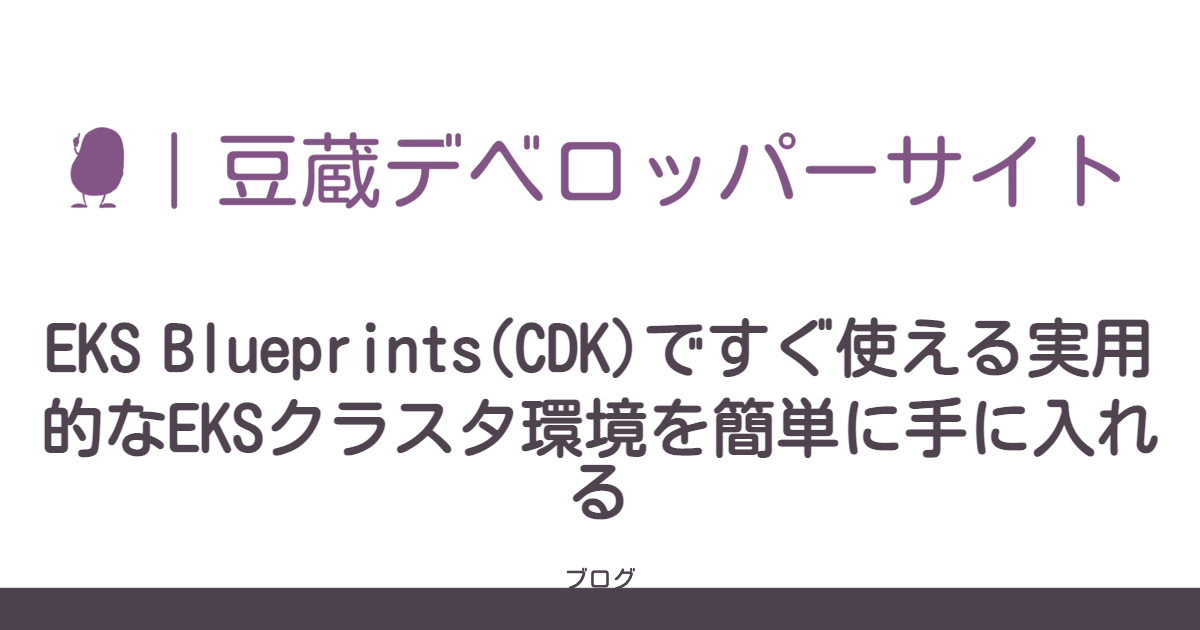 | 豆蔵デベロッパーサイト
EKS Blueprints(CDK)ですぐ使える実用
的なEKSクラスタ環境を簡単に手に入れ
る
ブログ